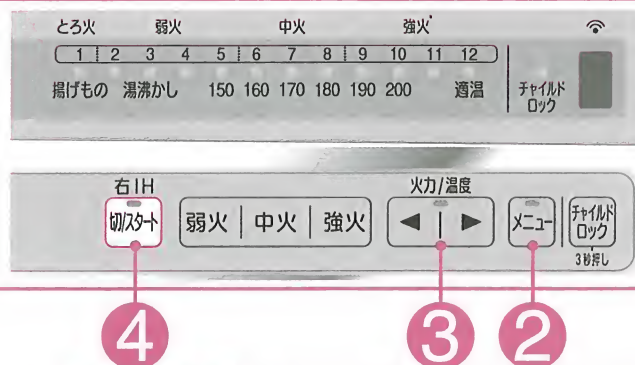 とろ火 弱火 中火 強火
1 2 3 4 5 6 7 8 9 10 11 12
揚げもの 湯沸かし 150 160 170 180 190 200 適温
チャイルド
ロック
右IH
切/スタート
弱火 中火 強火
火力/温度
◀ ▶
メニュー
チャイルド
ロック
3秒押し
4 3 2